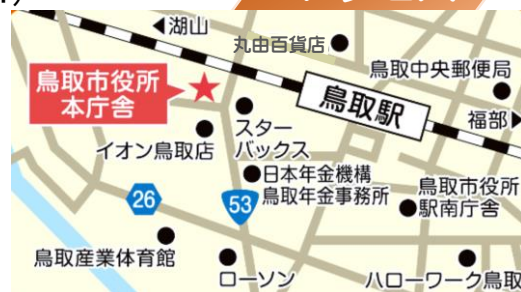 ◀湖山
丸由百貨店
鳥取中央郵便局
鳥取市役所
本庁舎
鳥取駅
福部▶
スター
バックス
イオン鳥取店
日本年金機構
鳥取年金事務所
26
53
鳥取市役所
駅南庁舎
鳥取産業体育館
ローソン
ハローワーク鳥取